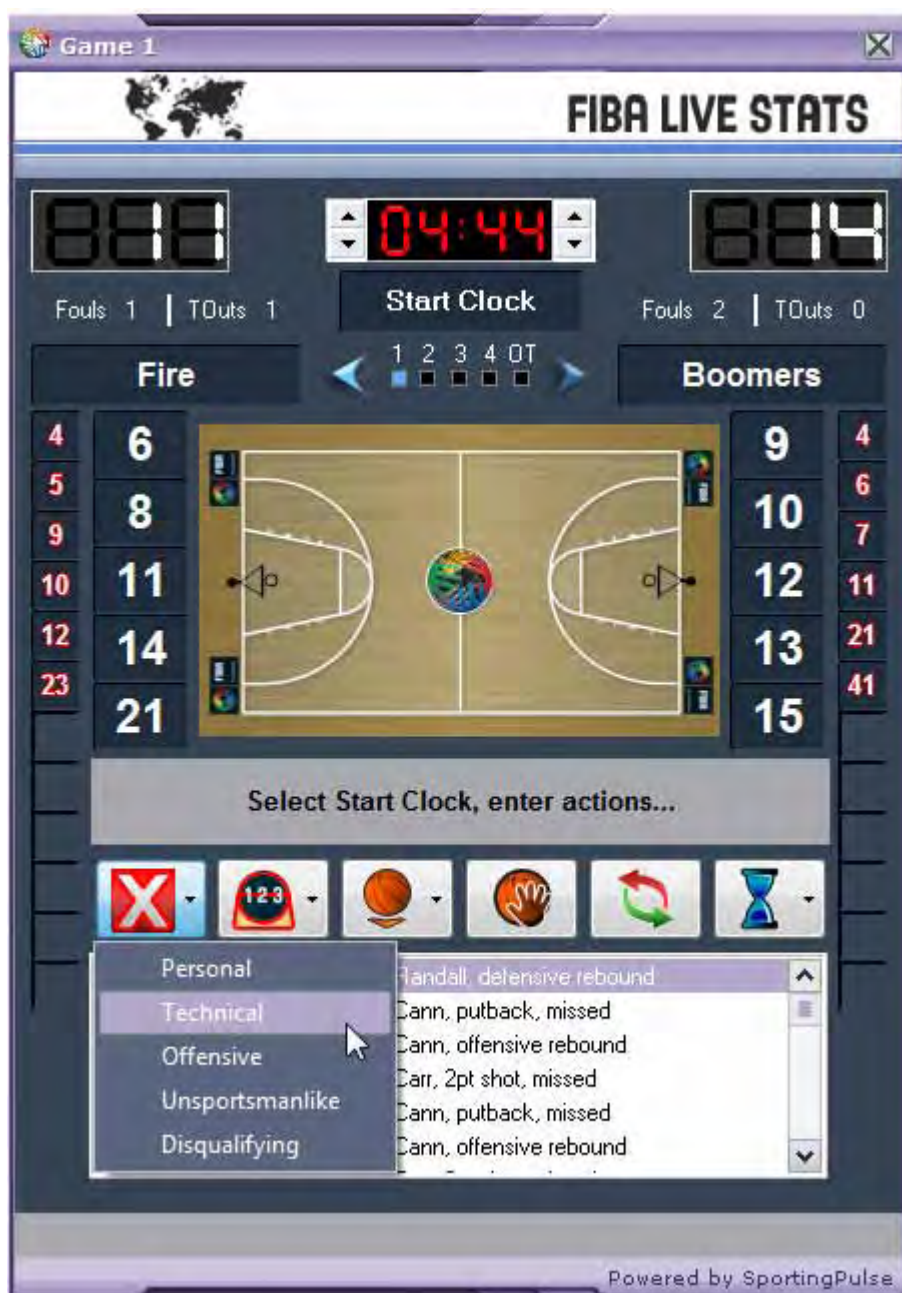 Game 1
FIBA LIVE STATS
11 04:44 14
Start Clock
Fouls 1 | TOuts 1 Fouls 2 | TOuts 0
1 2 3 4 OT
Fire Boomers
4 6 9 4
5 8 10 6
9 11 12 7
10 14 13 11
12 21 15 21
23 41
Select Start Clock, enter actions...
X 123
Personal
Technical
Offensive
Unsportsmanlike
Disqualifying
Randall, defensive rebound
Cann, putback, missed
Cann, offensive rebound
Carr, 2pt shot, missed
Cann, putback, missed
Cann, offensive rebound
Powered by SportingPulse